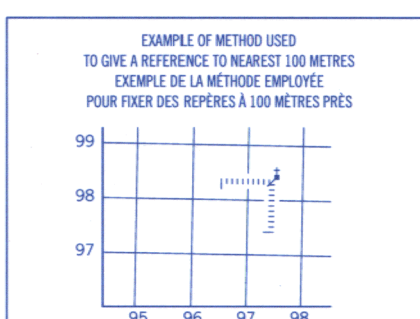 EXAMPLE OF METHOD USED
TO GIVE A REFERENCE TO NEAREST 100 METRES
EXEMPLE DE LA MÉTHODE EMPLOYÉE
POUR FIXER DES REPÈRES À 100 MÈTRES PRÈS
99
98
97
95 96 97 98